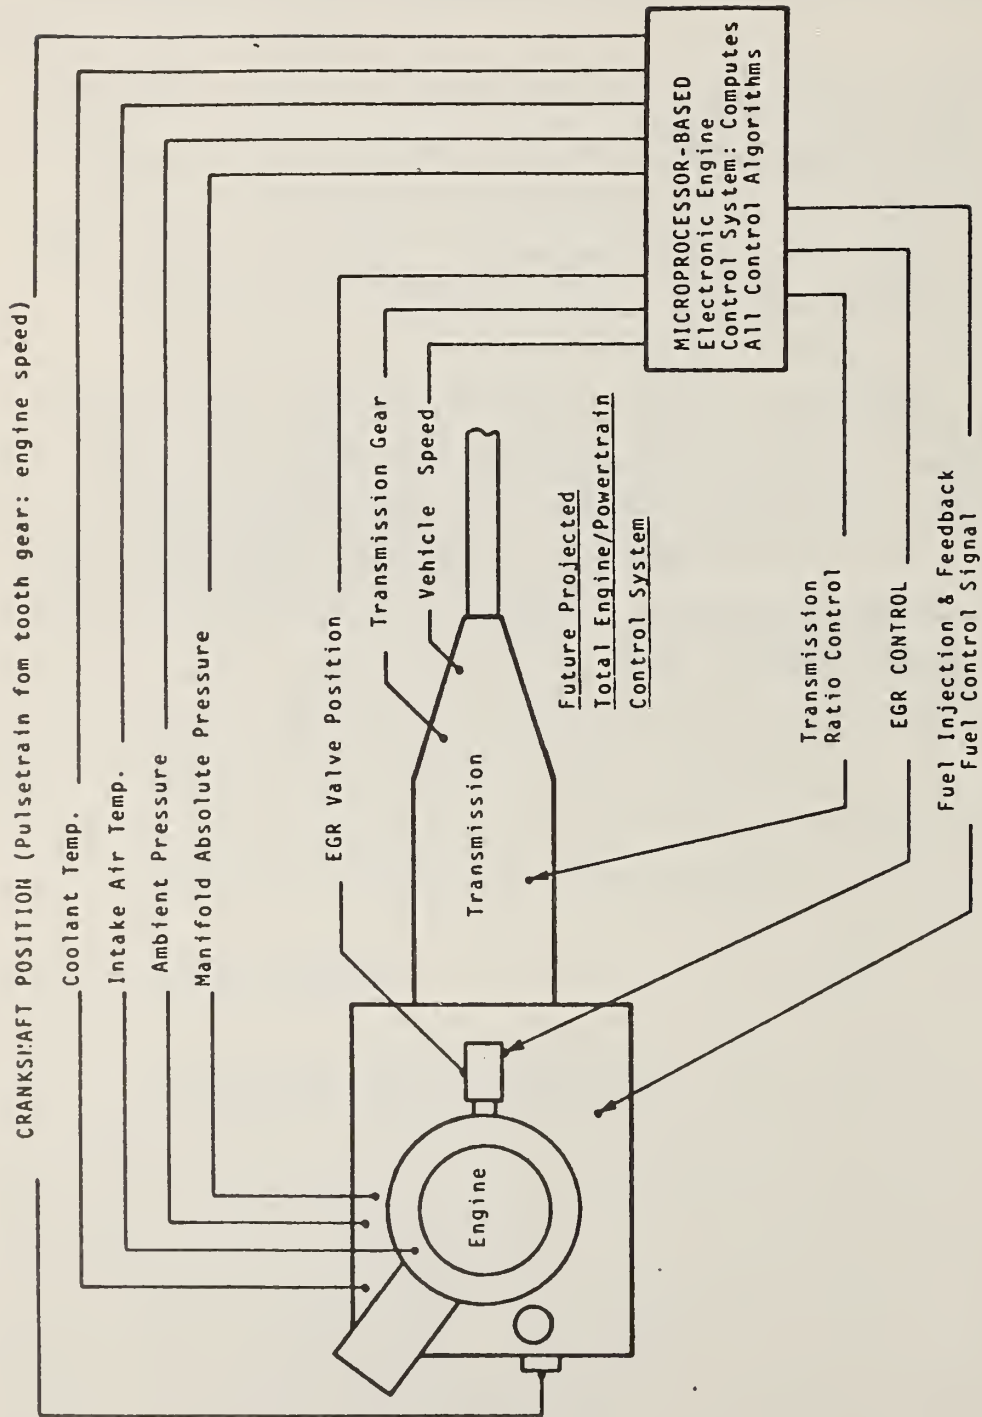 CRANKSHAFT POSITION (Pulsetrain fom tooth gear: engine speed)
Coolant Temp.
Intake Air Temp.
Ambient Pressure
Manifold Absolute Pressure
EGR Valve Position
Transmission Gear
Vehicle Speed
Engine
Transmission
Future Projected
Total Engine/Powertrain
Control System
MICROPROCESSOR-BASED
Electronic Engine
Control System: Computes
All Control Algorithms
Transmission
Ratio Control
EGR CONTROL
Fuel Injection & Feedback
Fuel Control Signal